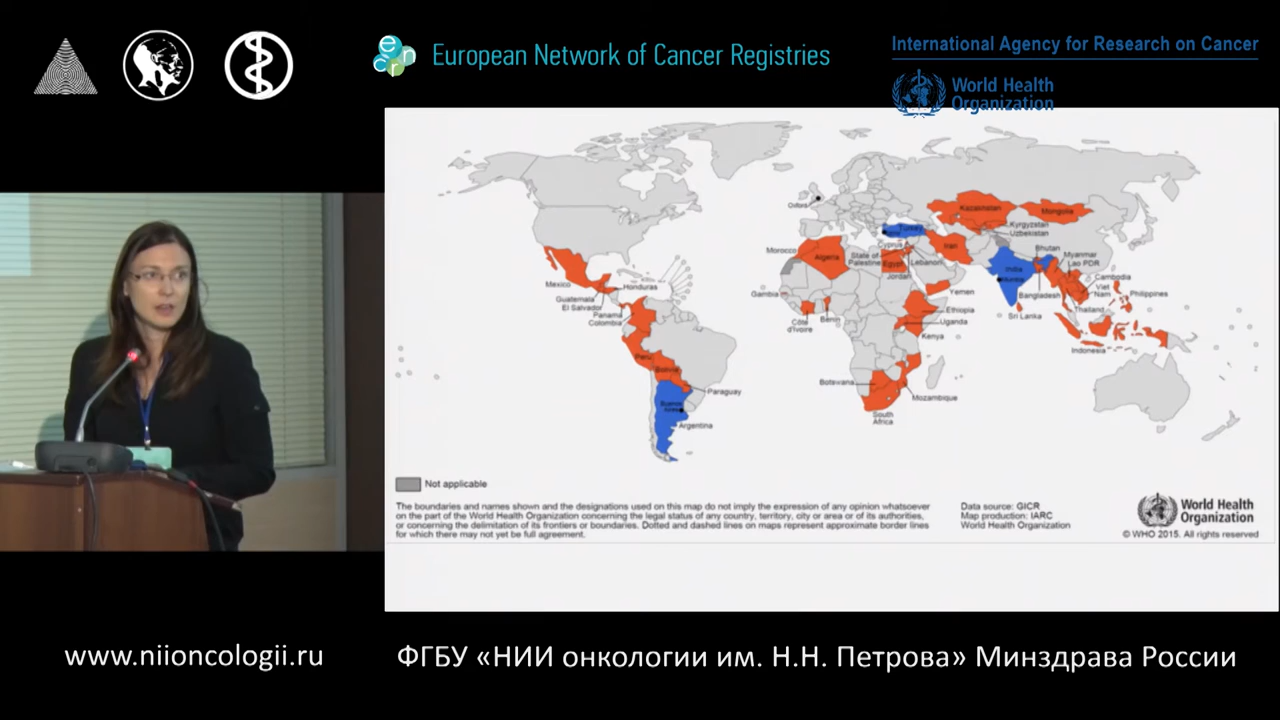 European Network of Cancer Registries
International Agency for Research on Cancer
World Health
Organization
Oxford
Kazakhstan
Mongolia
Turkey
Kyrgyzstan
Uzbekistan
Morocco
Algeria
State of
Palestine
Cyprus
Egypt
Lebanon
Jordan
Iran
Bhutan
Myanmar
Lao PDR
India
Cambodia
Viet
Nam
Philippines
Bangladesh
Thailand
Sri Lanka
Indonesia
Mexico
Honduras
Guatemala
El Salvador
Panama
Colombia
Peru
Bolivia
Paraguay
Buenos
Aires
Argentina
Gambia
Côte
d'Ivoire
Benin
Yemen
Ethiopia
Uganda
Kenya
Botswana
Mozambique
South
Africa
Not applicable
The boundaries and names shown and the designations used on this map do not imply the expression of any opinion whatsoever
on the part of the World Health Organization concerning the legal status of any country, territory, city or area or of its authorities,
or concerning the delimitation of its frontiers or boundaries. Dotted and dashed lines on maps represent approximate border lines
for which there may not yet be full agreement.
Data source: GICR
Map production: IARC
World Health Organization
World Health
Organization
© WHO 2015. All rights reserved
www.niioncologii.ru
ФГБУ «НИИ онкологии им. Н.Н. Петрова» Минздрава России